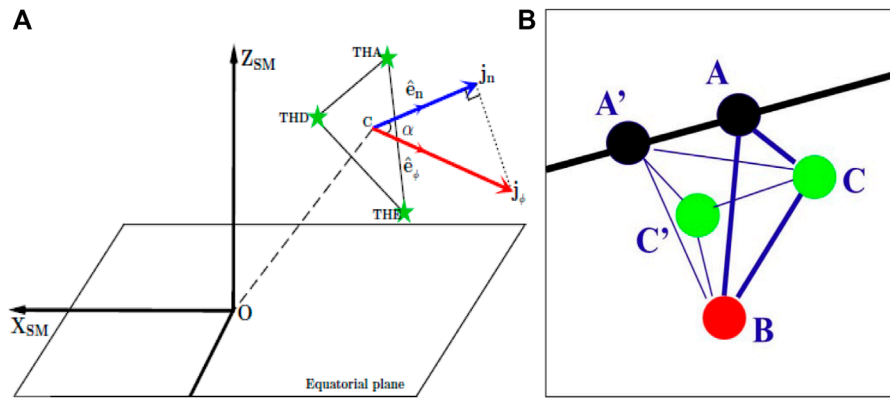 A
Z_SM
THA
THD
ê_n
j_n
C
α
ê_ϕ
j_ϕ
THE
X_SM
O
Equatorial plane
B
A
A'
C
C'
B